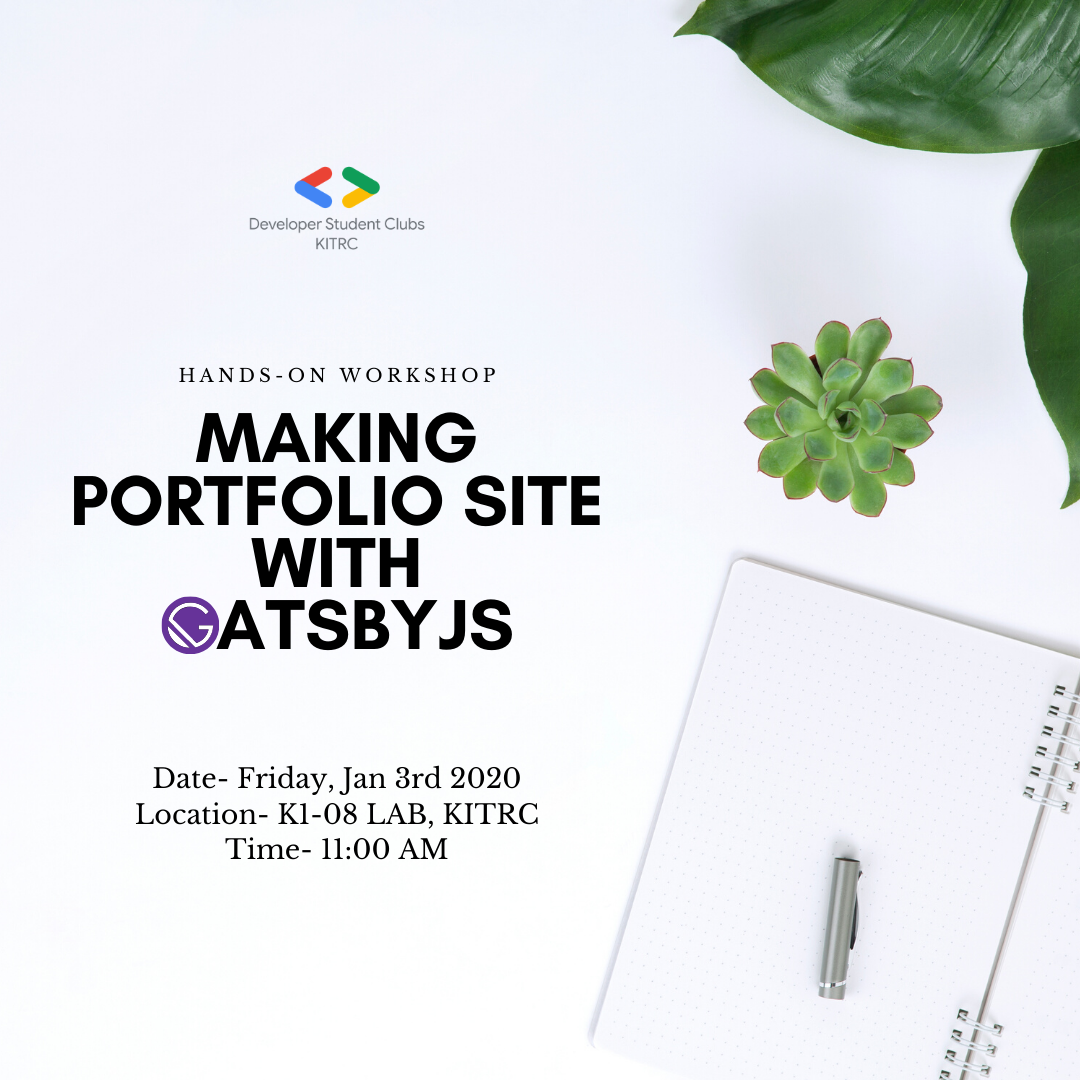 Developer Student Clubs
KITRC
HANDS-ON WORKSHOP
MAKING
PORTFOLIO SITE
WITH
GATSBYJS
Date- Friday, Jan 3rd 2020
Location- K1-08 LAB, KITRC
Time- 11:00 AM